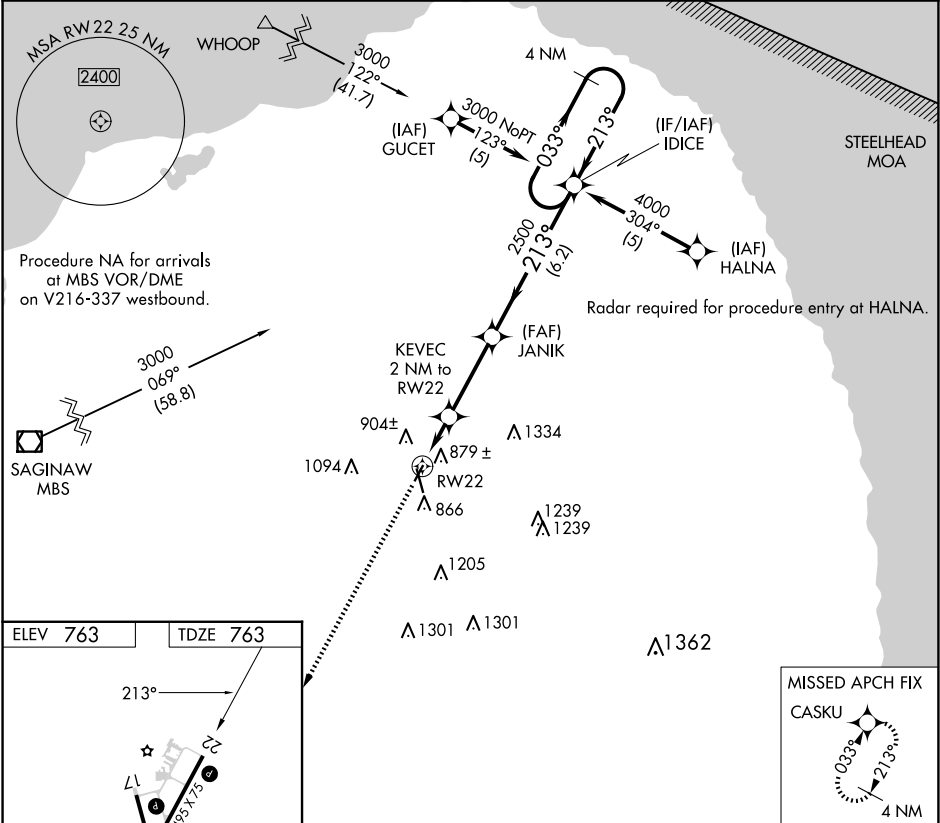 MSA RW 22 25 NM
2400
WHOOP
3000
122°
(41.7)
4 NM
(IAF)
GUCET
3000 NoPT
123°
(5)
033°
213°
(IF/IAF)
IDICE
STEELHEAD
MOA
4000
304°
(5)
(IAF)
HALNA
Procedure NA for arrivals
at MBS VOR/DME
on V216-337 westbound.
2500
213°
(6.2)
Radar required for procedure entry at HALNA.
(FAF)
JANIK
KEVEC
2 NM to
RW22
3000
069°
(58.8)
SAGINAW
MBS
904±
1334
879 ±
1094
RW22
866
1239
1239
1205
1301
1301
1362
ELEV 763
TDZE 763
213°
22
17
P
P
95 X 75
MISSED APCH FIX
CASKU
033°
213°
4 NM